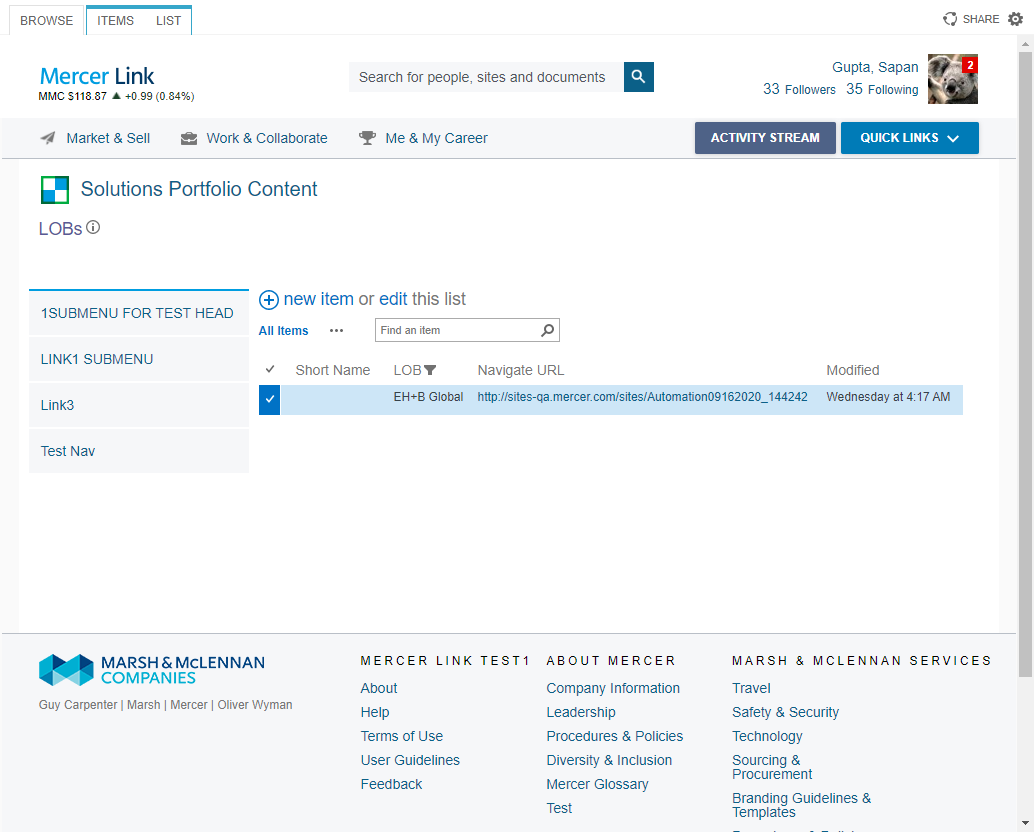 BROWSE ITEMS LIST SHARE
Mercer Link
MMC $118.87 ▲ +0.99 (0.84%)
Search for people, sites and documents
Gupta, Sapan
33 Followers 35 Following
2
Market & Sell Work & Collaborate Me & My Career ACTIVITY STREAM QUICK LINKS
Solutions Portfolio Content
LOBs
1SUBMENU FOR TEST HEAD
LINK1 SUBMENU
Link3
Test Nav
new item or edit this list
All Items ••• Find an item
✓ Short Name LOB Navigate URL Modified
✓ EH+B Global http://sites-qa.mercer.com/sites/Automation09162020_144242 Wednesday at 4:17 AM
MARSH & McLENNAN
COMPANIES
Guy Carpenter | Marsh | Mercer | Oliver Wyman
MERCER LINK TEST1
About
Help
Terms of Use
User Guidelines
Feedback
ABOUT MERCER
Company Information
Leadership
Procedures & Policies
Diversity & Inclusion
Mercer Glossary
Test
MARSH & MCLENNAN SERVICES
Travel
Safety & Security
Technology
Sourcing &
Procurement
Branding Guidelines &
Templates